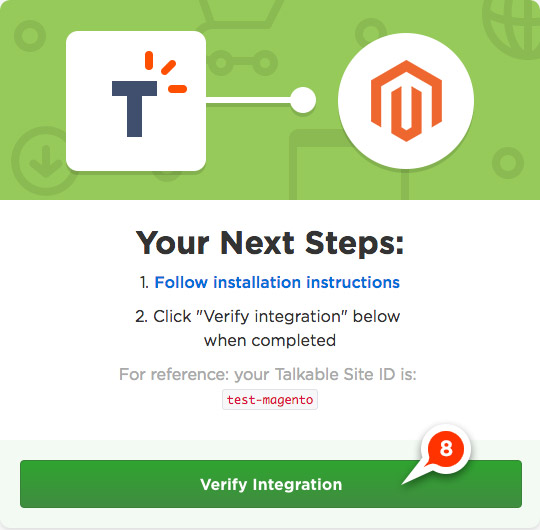 T
Your Next Steps:
1. Follow installation instructions
2. Click "Verify integration" below
when completed
For reference: your Talkable Site ID is:
test-magento
8
Verify Integration